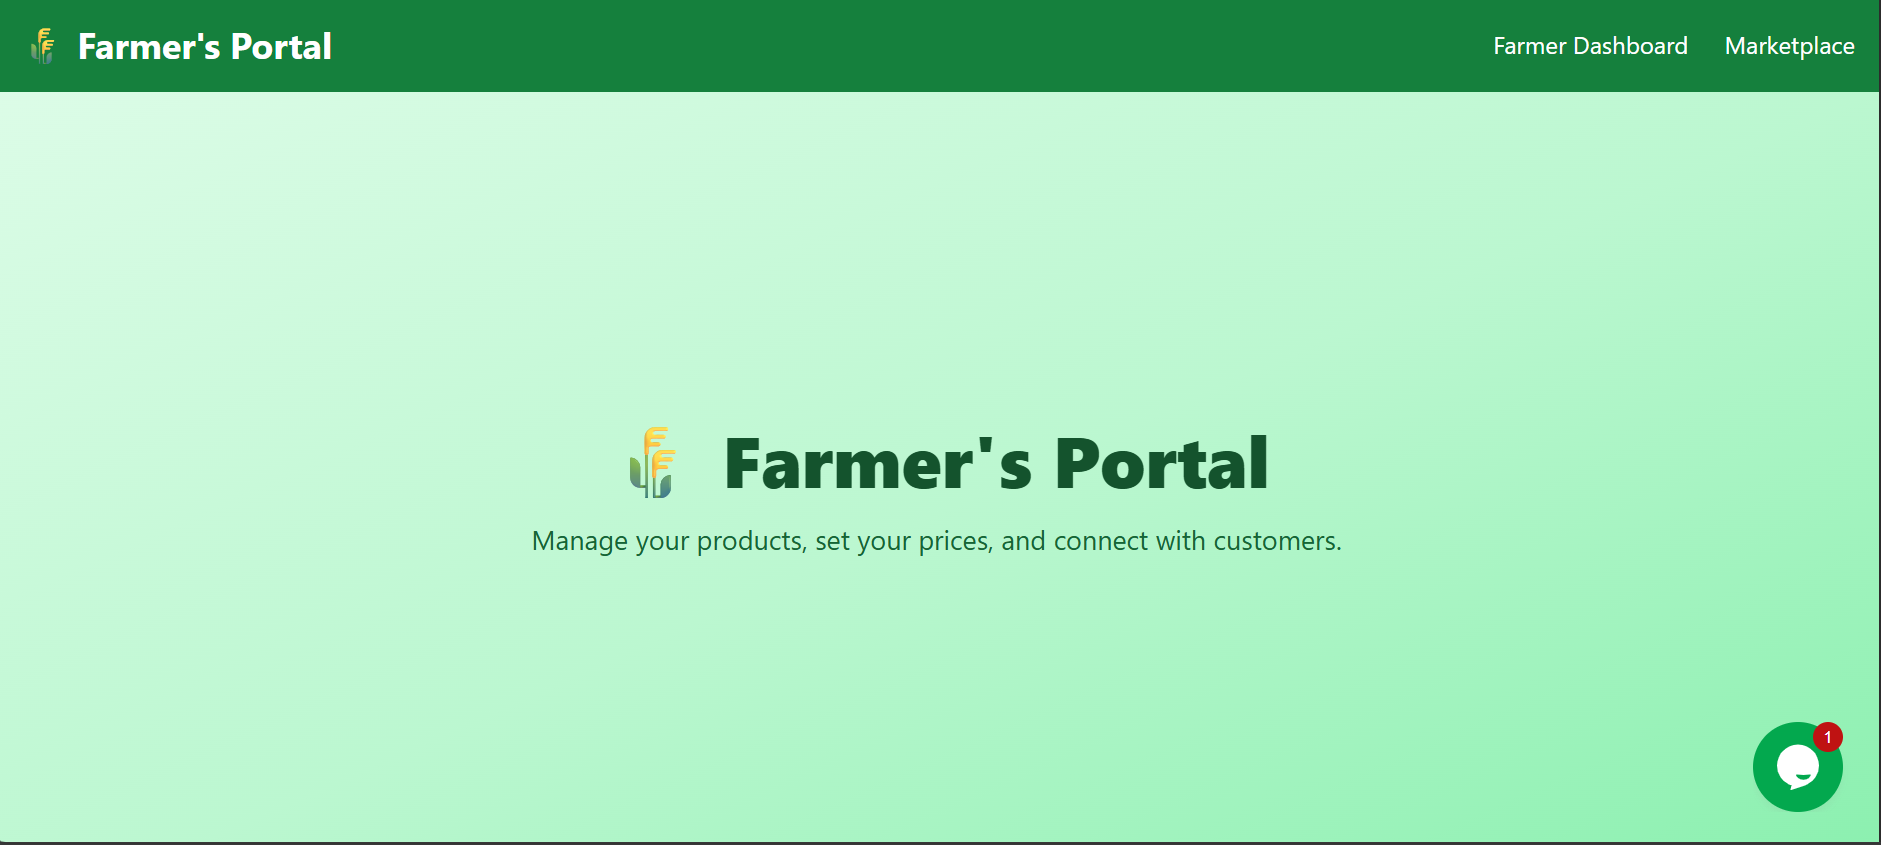 Farmer's Portal
Farmer Dashboard
Marketplace
Farmer's Portal
Manage your products, set your prices, and connect with customers.
1